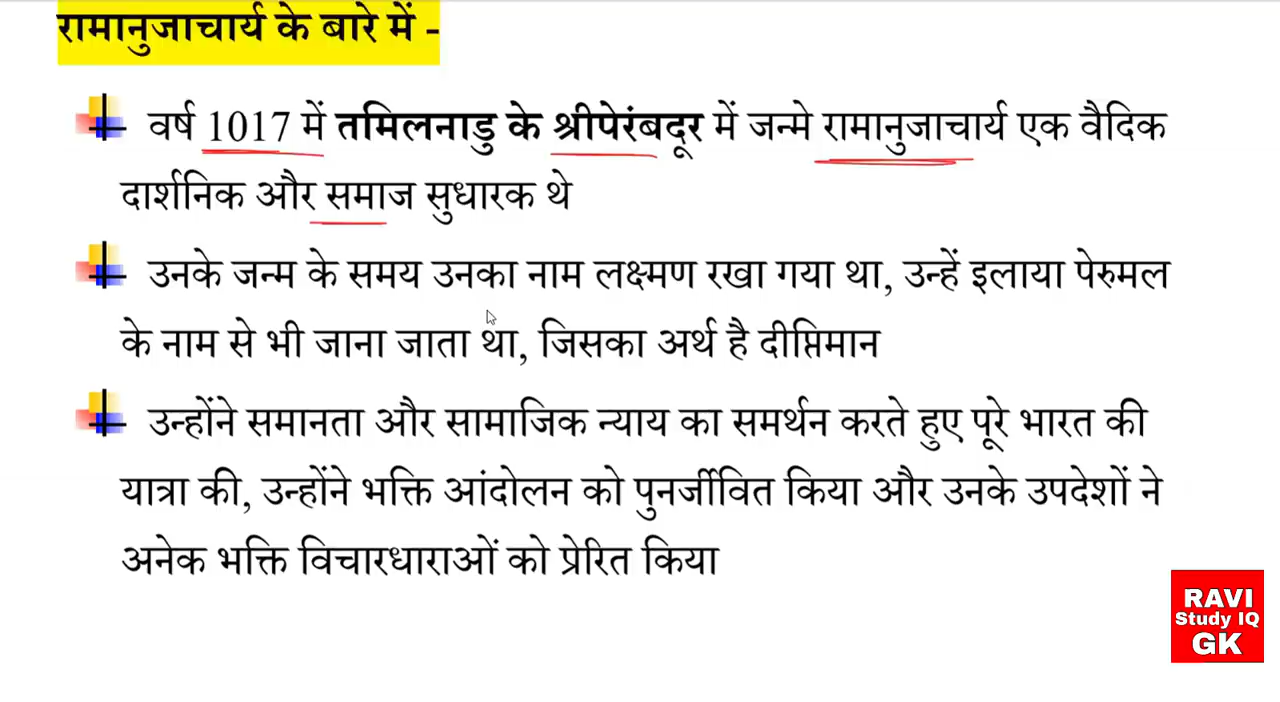 रामानुजाचार्य के बारे में -
वर्ष 1017 में तमिलनाडु के श्रीपेरंबदूर में जन्मे रामानुजाचार्य एक वैदिक
दार्शनिक और समाज सुधारक थे
उनके जन्म के समय उनका नाम लक्ष्मण रखा गया था, उन्हें इलाया पेरुमल
के नाम से भी जाना जाता था, जिसका अर्थ है दीप्तिमान
उन्होंने समानता और सामाजिक न्याय का समर्थन करते हुए पूरे भारत की
यात्रा की, उन्होंने भक्ति आंदोलन को पुनर्जीवित किया और उनके उपदेशों ने
अनेक भक्ति विचारधाराओं को प्रेरित किया
RAVI
Study IQ
GK